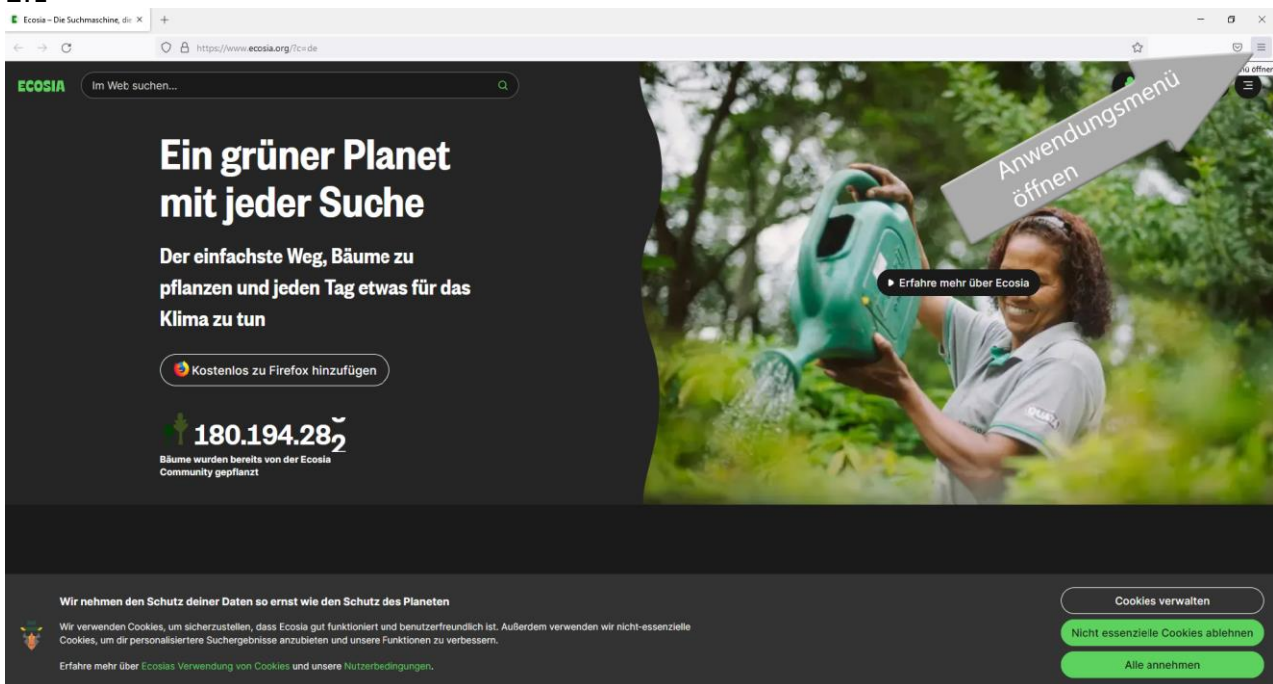 Ecosia – Die Suchmaschine, die
https://www.ecosia.org/?c=de
nü öffnen
ECOSIA
Im Web suchen...
Anwendungsmenü
öffnen
Ein grüner Planet
mit jeder Suche
Der einfachste Weg, Bäume zu
pflanzen und jeden Tag etwas für das
Klima zu tun
Erfahre mehr über Ecosia
Kostenlos zu Firefox hinzufügen
180.194.282
Bäume wurden bereits von der Ecosia
Community gepflanzt
Wir nehmen den Schutz deiner Daten so ernst wie den Schutz des Planeten
Wir verwenden Cookies, um sicherzustellen, dass Ecosia gut funktioniert und benutzerfreundlich ist. Außerdem verwenden wir nicht-essenzielle
Cookies, um dir personalisiertere Suchergebnisse anzubieten und unsere Funktionen zu verbessern.
Erfahre mehr über Ecosias Verwendung von Cookies und unsere Nutzerbedingungen.
Cookies verwalten
Nicht essenzielle Cookies ablehnen
Alle annehmen